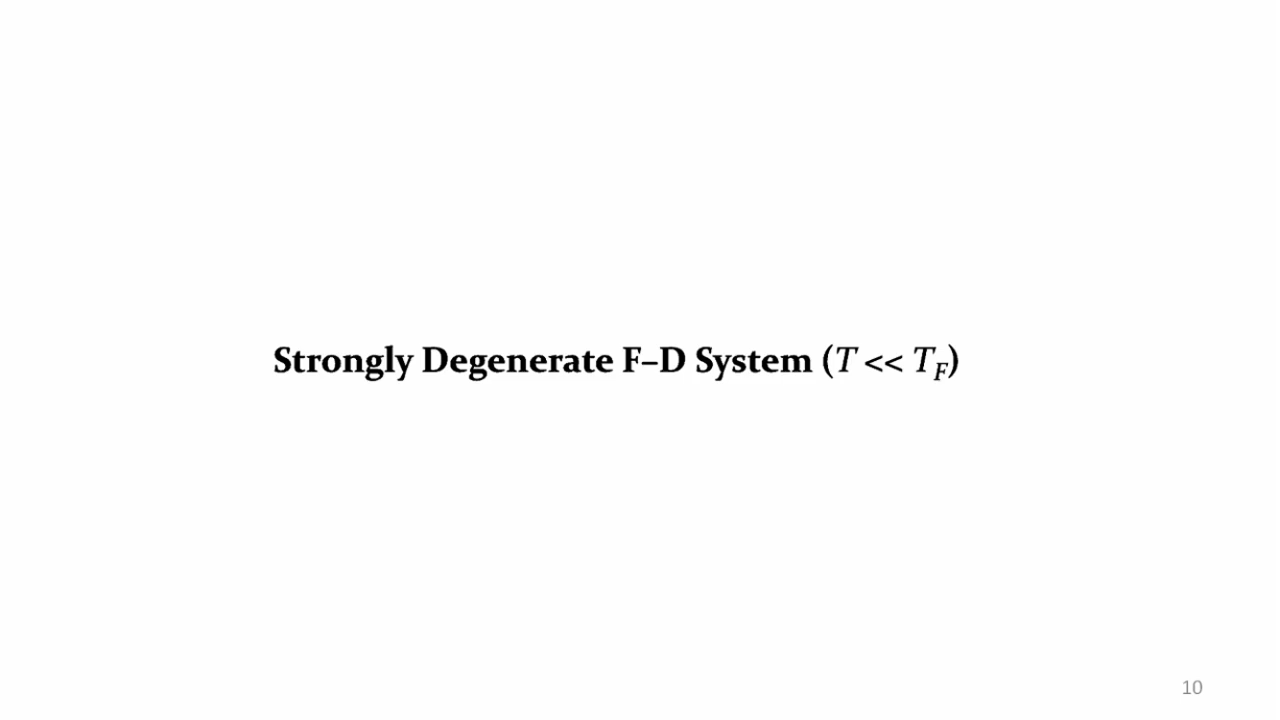 Strongly Degenerate F–D System (T << T_F)
10